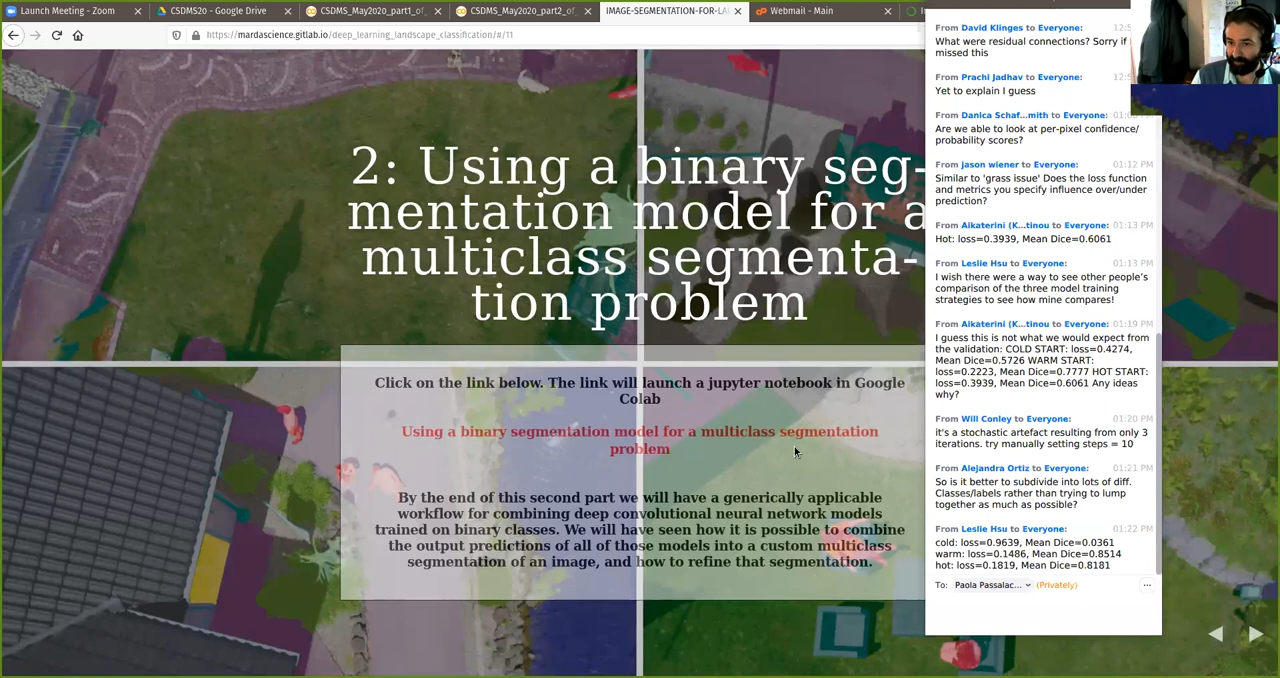 Launch Meeting - Zoom
CSDMS20 - Google Drive
CSDMS_May2020_part1_of_
CSDMS_May2020_part2_of_
IMAGE-SEGMENTATION-FOR-LA
Webmail - Main
https://mardascience.gitlab.io/deep_learning_landscape_classification/#/11
2: Using a binary seg-
mentation model for a
multiclass segmenta-
tion problem
Click on the link below. The link will launch a jupyter notebook in Google
Colab
Using a binary segmentation model for a multiclass segmentation
problem
By the end of this second part we will have a generically applicable
workflow for combining deep convolutional neural network models
trained on binary classes. We will have seen how it is possible to combine
the output predictions of all of those models into a custom multiclass
segmentation of an image, and how to refine that segmentation.
From David Klinges to Everyone:
What were residual connections? Sorry if
missed this
From Prachi Jadhav to Everyone:
Yet to explain I guess
From Danica Schaf...mith to Everyone:
Are we able to look at per-pixel confidence/
probability scores?
From jason wiener to Everyone: 01:12 PM
Similar to 'grass issue' Does the loss function
and metrics you specify influence over/under
prediction?
From Aikaterini (K...tinou to Everyone: 01:13 PM
Hot: loss=0.3939, Mean Dice=0.6061
From Leslie Hsu to Everyone: 01:13 PM
I wish there were a way to see other people's
comparison of the three model training
strategies to see how mine compares!
From Aikaterini (K...tinou to Everyone: 01:19 PM
I guess this is not what we would expect from
the validation: COLD START: loss=0.4274,
Mean Dice=0.5726 WARM START:
loss=0.2223, Mean Dice=0.7777 HOT START:
loss=0.3939, Mean Dice=0.6061 Any ideas
why?
From Will Conley to Everyone: 01:20 PM
it's a stochastic artefact resulting from only 3
iterations. try manually setting steps = 10
From Alejandra Ortiz to Everyone: 01:21 PM
So is it better to subdivide into lots of diff.
Classes/labels rather than trying to lump
together as much as possible?
From Leslie Hsu to Everyone: 01:22 PM
cold: loss=0.9639, Mean Dice=0.0361
warm: loss=0.1486, Mean Dice=0.8514
hot: loss=0.1819, Mean Dice=0.8181
To: Paola Passalac... (Privately)